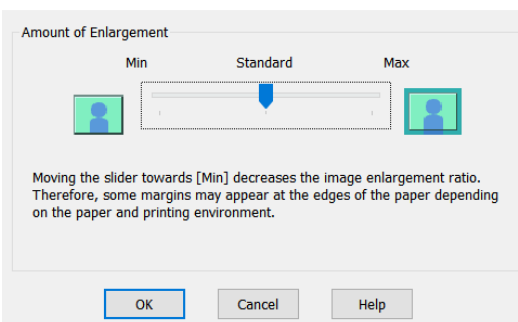 Amount of Enlargement
Min Standard Max
Moving the slider towards [Min] decreases the image enlargement ratio.
Therefore, some margins may appear at the edges of the paper depending
on the paper and printing environment.
OK Cancel Help